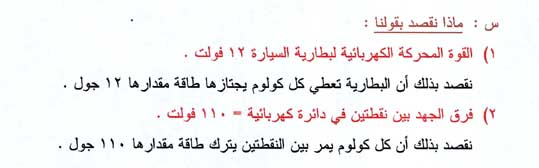 س : ماذا نقصد بقولنا :
١) القوة المحركة الكهربائية لبطارية السيارة ١٢ فولت .
نقصد بذلك أن البطارية تعطي كل كولوم يجتازها طاقة مقدارها ١٢ جول .
٢) فرق الجهد بين نقطتين في دائرة كهربائية = ١١٠ فولت .
نقصد بذلك أن كل كولوم يمر بين النقطتين يترك طاقة مقدارها ١١٠ جول .